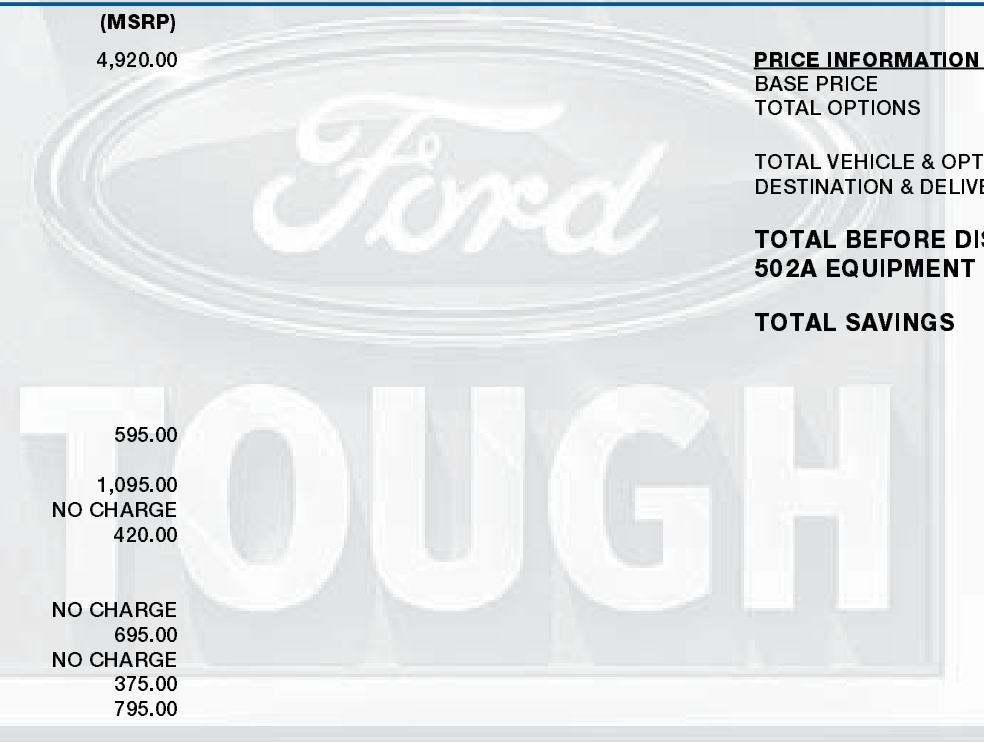 (MSRP)
4,920.00
595.00
1,095.00
NO CHARGE
420.00
NO CHARGE
695.00
NO CHARGE
375.00
795.00
PRICE INFORMATION
BASE PRICE
TOTAL OPTIONS
TOTAL VEHICLE & OPT
DESTINATION & DELIVE
TOTAL BEFORE DIS
502A EQUIPMENT
TOTAL SAVINGS
Ford
TOUGH